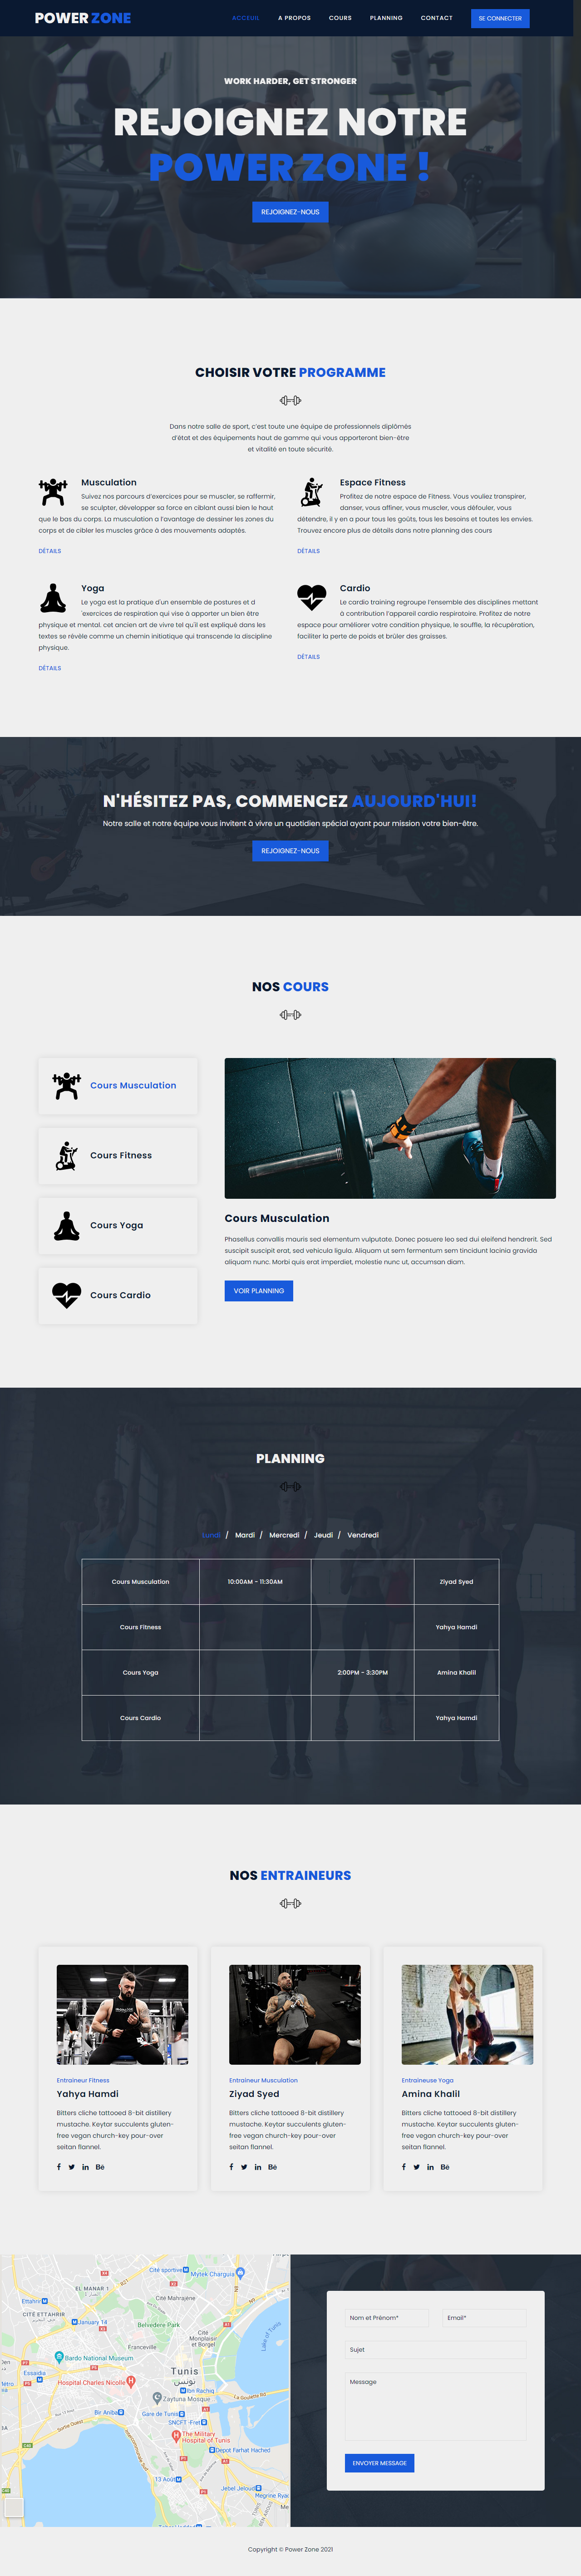 POWER ZONE
ACCEUIL
A PROPOS
COURS
PLANNING
CONTACT
SE CONNECTER
WORK HARDER, GET STRONGER
REJOIGNEZ NOTRE
POWER ZONE !
REJOIGNEZ-NOUS
CHOISIR VOTRE PROGRAMME
Dans notre salle de sport, c'est toute une équipe de professionnels diplômés
d'état et des équipements haut de gamme qui vous apporteront bien-être
et vitalité en toute sécurité.
Musculation
Suivez nos parcours d'exercices pour se muscler, se raffermir,
se sculpter, développer sa force en ciblant aussi bien le haut
que le bas du corps. La musculation a l'avantage de dessiner les zones du
corps et de cibler les muscles grâce à des mouvements adaptés.
DÉTAILS
Espace Fitness
Profitez de notre espace de Fitness. Vous vouliez transpirer,
danser, vous affiner, vous muscler, vous défouler, vous
détendre, il y en a pour tous les goûts, tous les besoins et toutes les envies.
Trouvez encore plus de détails dans notre planning des cours
DÉTAILS
Yoga
Le yoga est la pratique d'un ensemble de postures et d
'exercices de respiration qui vise à apporter un bien être
physique et mental. cet ancien art de vivre tel qu'il est expliqué dans les
textes se révèle comme un chemin initiatique qui transcende la discipline
physique.
DÉTAILS
Cardio
Le cardio training regroupe l'ensemble des disciplines mettant
à contribution l'appareil cardio respiratoire. Profitez de notre
espace pour améliorer votre condition physique, le souffle, la récupération,
faciliter la perte de poids et brûler des graisses.
DÉTAILS
N'HÉSITEZ PAS, COMMENCEZ AUJOURD'HUI!
Notre salle et notre équipe vous invitent à vivre un quotidien spécial ayant pour mission votre bien-être.
REJOIGNEZ-NOUS
NOS COURS
Cours Musculation
Cours Fitness
Cours Yoga
Cours Cardio
Cours Musculation
Phasellus convallis mauris sed elementum vulputate. Donec posuere leo sed dui eleifend hendrerit. Sed
suscipit suscipit erat, sed vehicula ligula. Aliquam ut sem fermentum sem tincidunt lacinia gravida
aliquam nunc. Morbi quis erat imperdiet, molestie nunc ut, accumsan diam.
VOIR PLANNING
PLANNING
Lundi / Mardi / Mercredi / Jeudi / Vendredi
Cours Musculation 10:00AM - 11:30AM Ziyad Syed
Cours Fitness Yahya Hamdi
Cours Yoga 2:00PM - 3:30PM Amina Khalil
Cours Cardio Yahya Hamdi
NOS ENTRAINEURS
Entraineur Fitness
Yahya Hamdi
Bitters cliche tattooed 8-bit distillery
mustache. Keytar succulents gluten-
free vegan church-key pour-over
seitan flannel.
Bē
Entraineur Musculation
Ziyad Syed
Bitters cliche tattooed 8-bit distillery
mustache. Keytar succulents gluten-
free vegan church-key pour-over
seitan flannel.
Bē
Entraineuse Yoga
Amina Khalil
Bitters cliche tattooed 8-bit distillery
mustache. Keytar succulents gluten-
free vegan church-key pour-over
seitan flannel.
Bē
Cité sportive
Mytek Chargura
EL MANAR 1
Cité Mahrajène
Ettahrir
CITÉ ETTAHRIR
January 14
Belvedere Park
Cité
Monplaisir
et Borgel
Lake of Tunis
Franceville
Bardo National Museum
Essaidia
Hospital Charles Nicolle
Tunis
تونس
Ibn Rachiq
Zaytuna Mosque
La Goulette Rd
Bir Ariba
Gare de Tunis
SNCFT -Fret
The Military
Hospital of Tunis
Depot Farhat Hached
13 Août
Jebel Jeloud
Megrine Ryad
Nom et Prénom*
Email*
Sujet
Message
ENVOYER MESSAGE
Copyright © Power Zone 2021